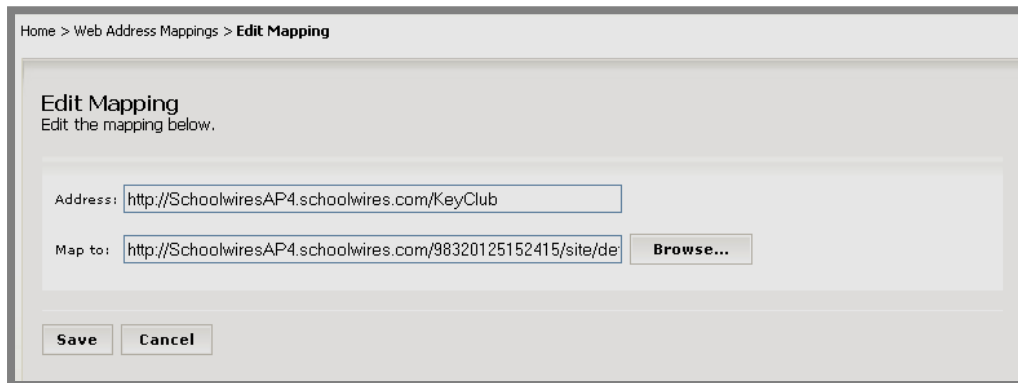 Home > Web Address Mappings > Edit Mapping
Edit Mapping
Edit the mapping below.
Address: http://SchoolwiresAP4.schoolwires.com/KeyClub
Map to: http://SchoolwiresAP4.schoolwires.com/98320125152415/site/de Browse...
Save Cancel